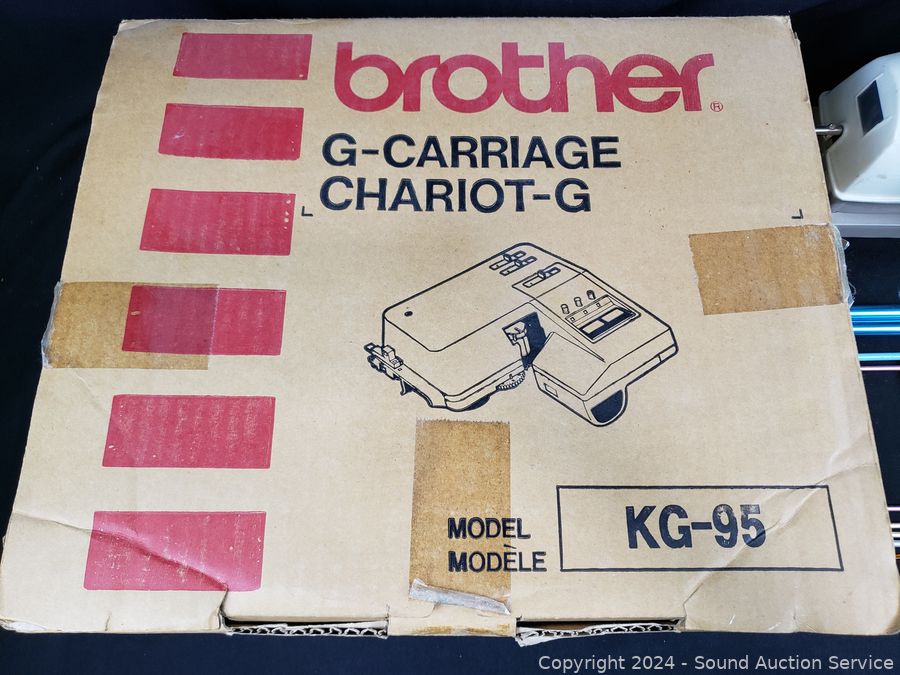 brother®
G-CARRIAGE
CHARIOT-G
MODEL
MODÈLE
KG-95
Copyright 2024 - Sound Auction Service